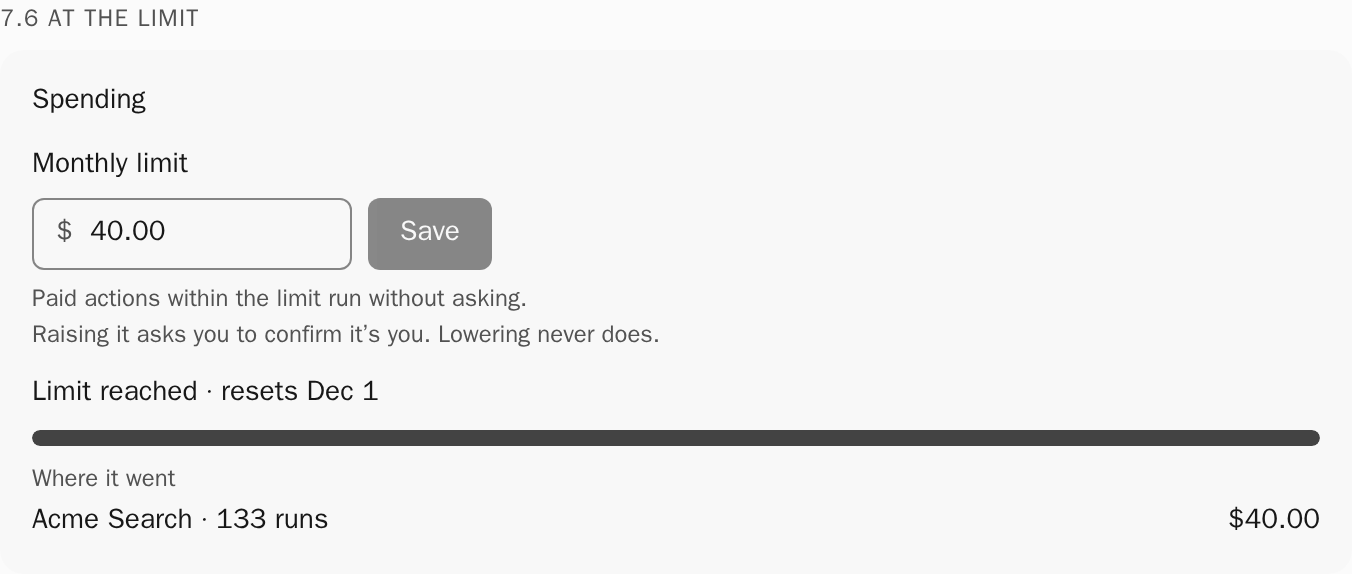 7.6 AT THE LIMIT
Spending
Monthly limit
$ 40.00
Save
Paid actions within the limit run without asking.
Raising it asks you to confirm it’s you. Lowering never does.
Limit reached · resets Dec 1
Where it went
Acme Search · 133 runs
$40.00